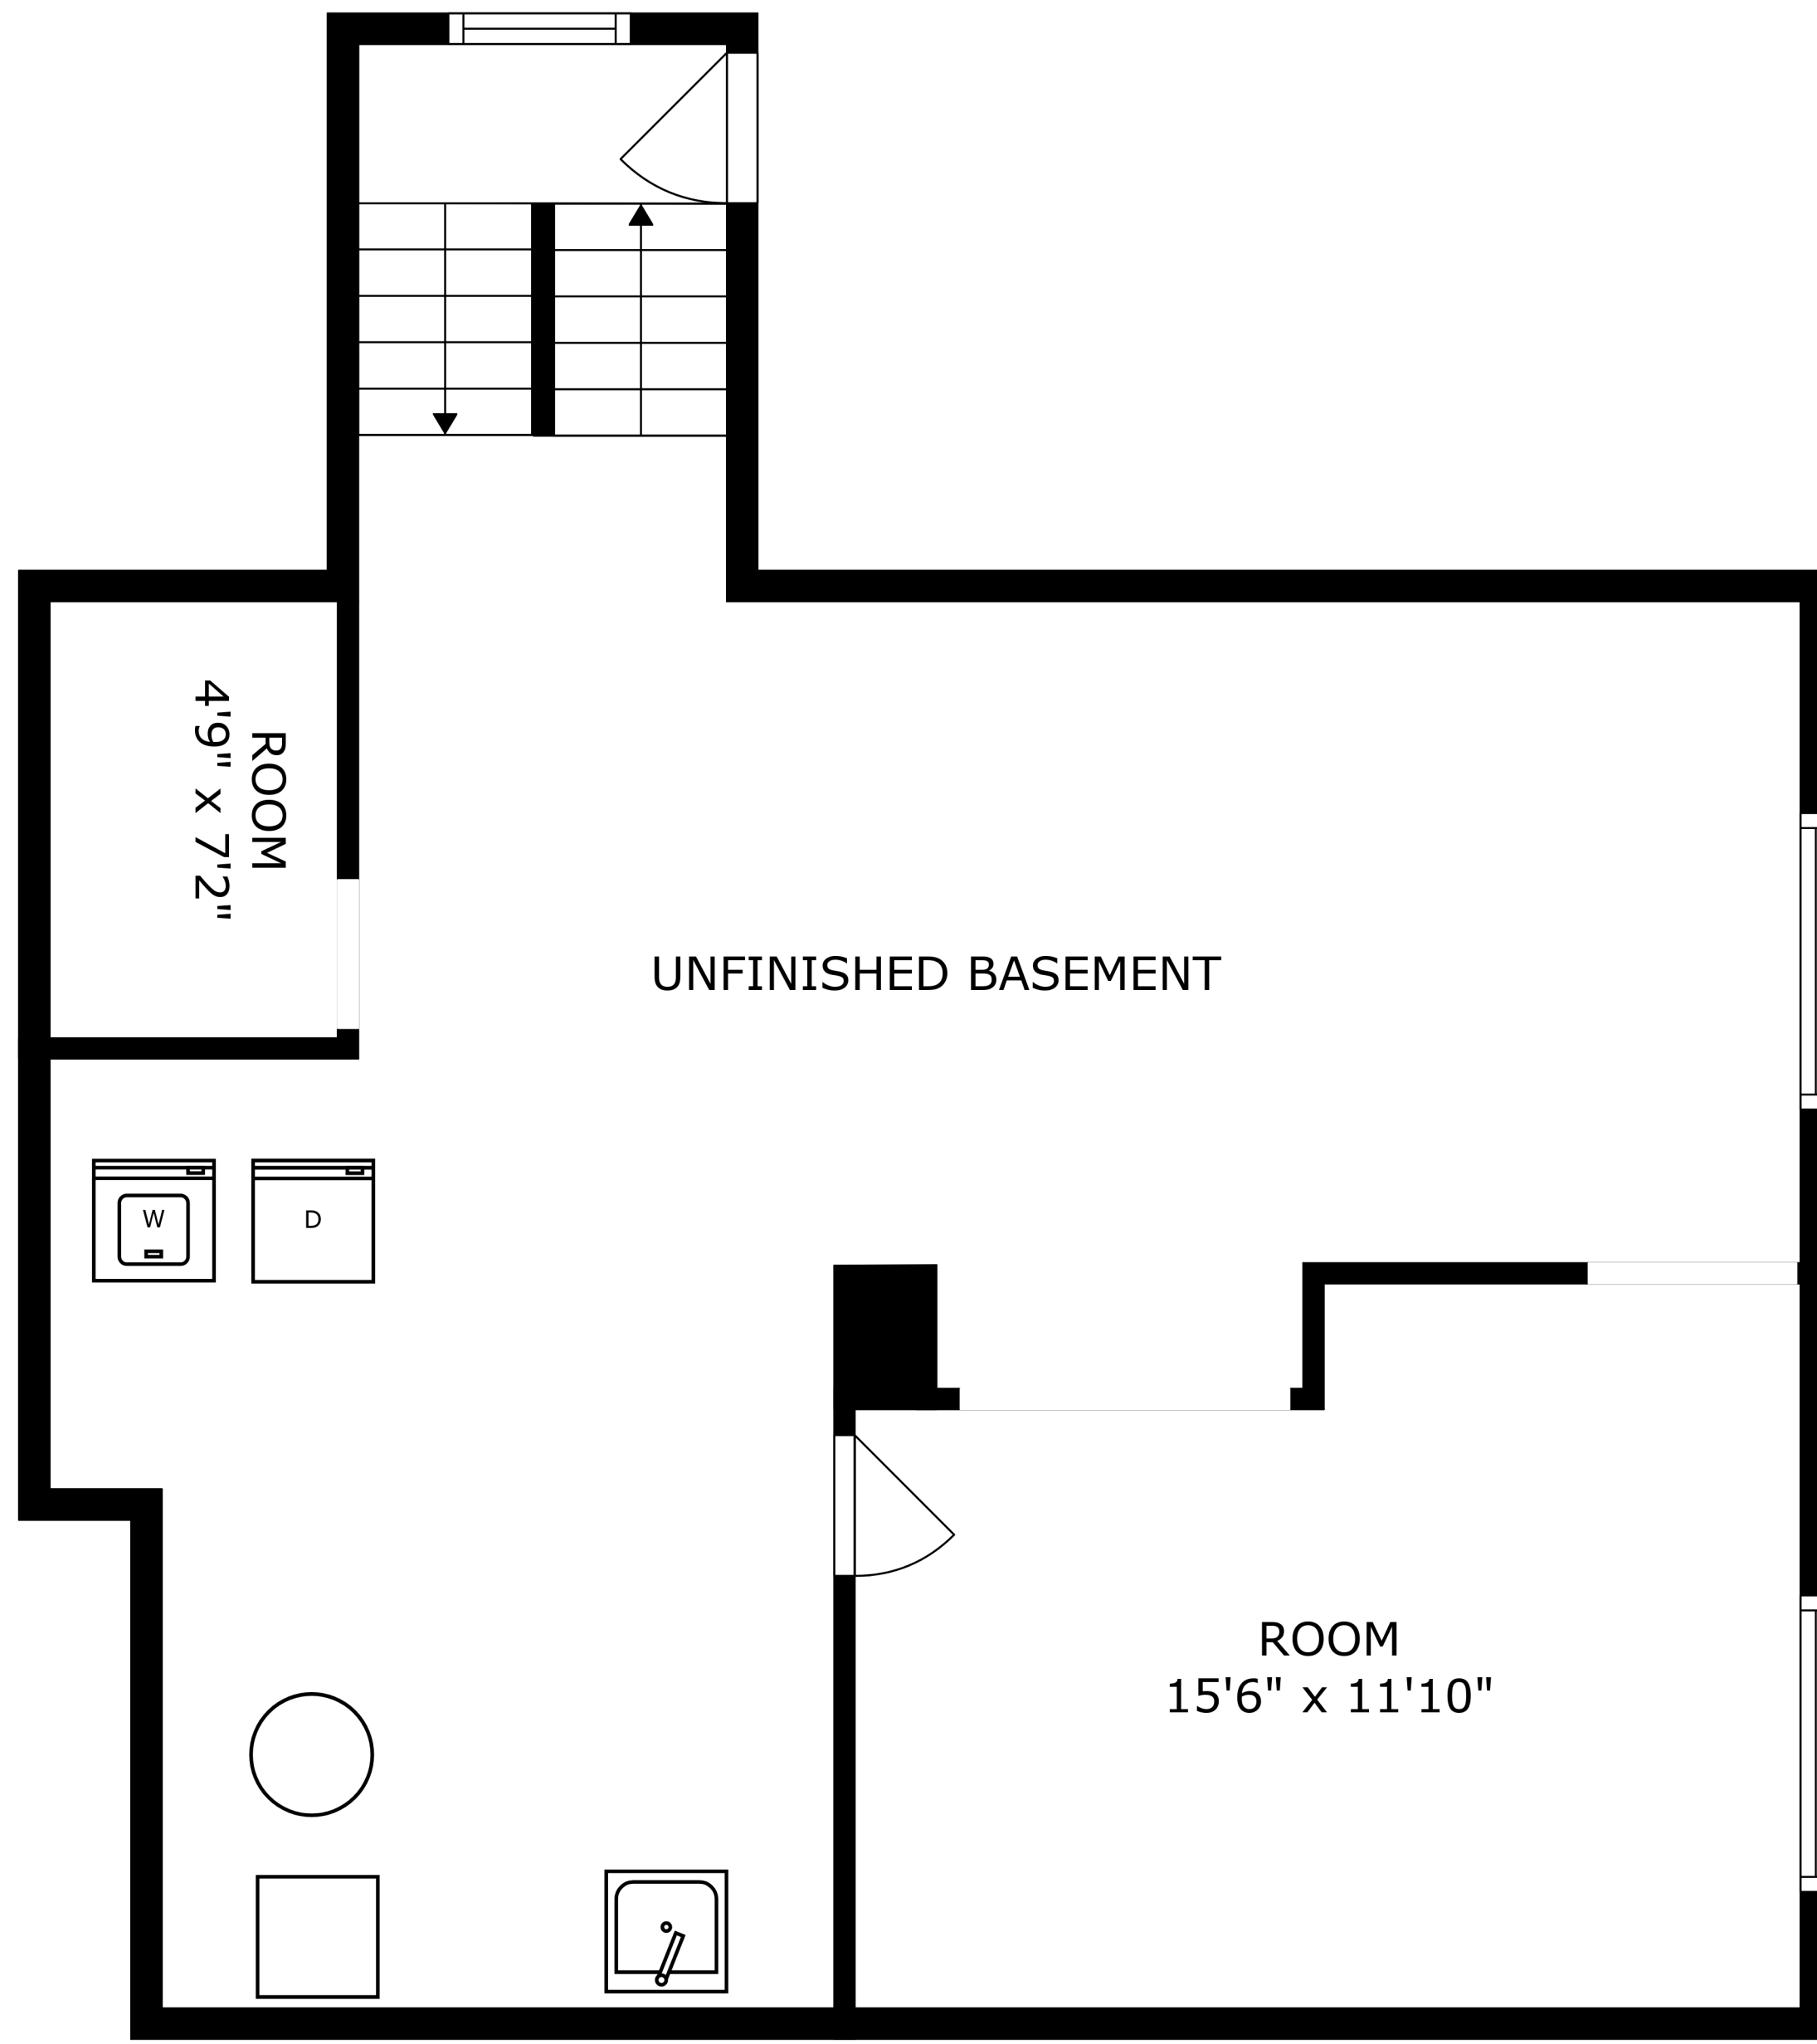 ROOM
4'9" x 7'2"
UNFINISHED BASEMENT
W
D
ROOM
15'6" x 11'10"